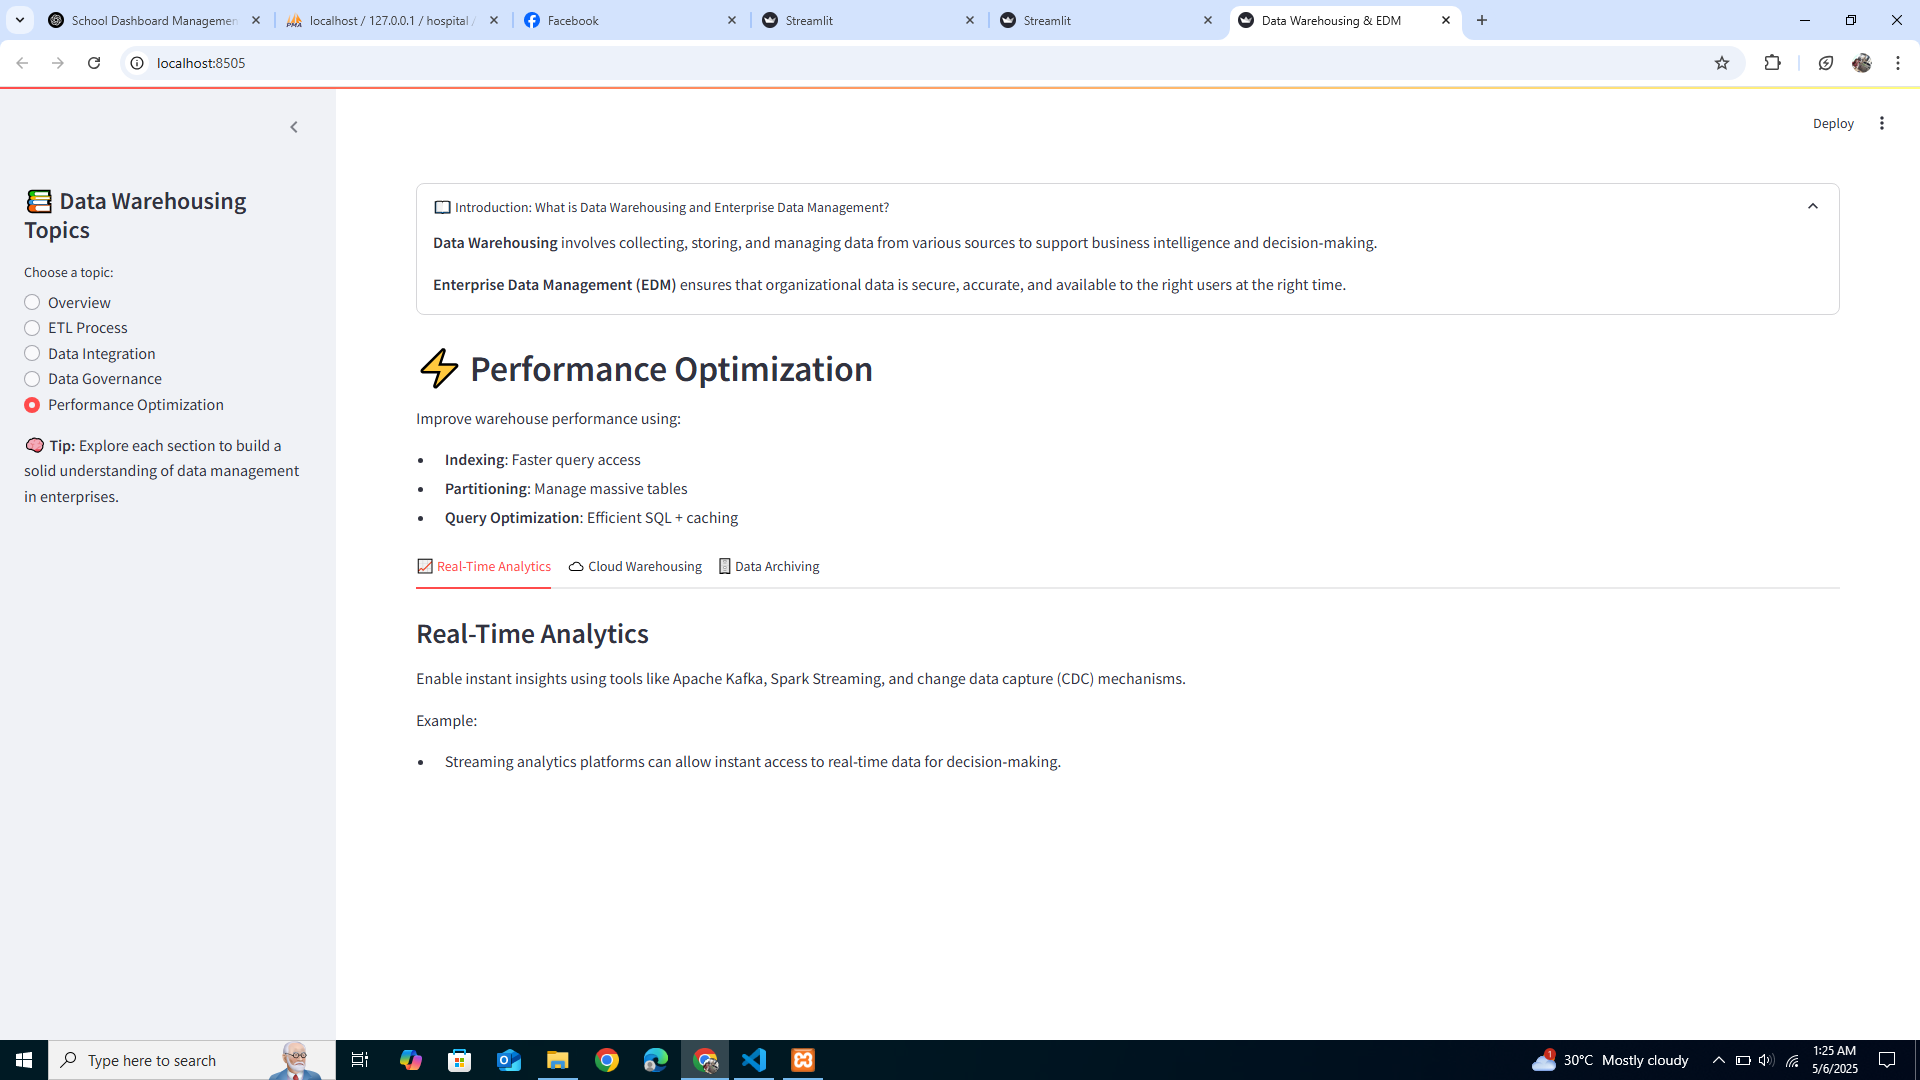 School Dashboard Managemen
localhost / 127.0.0.1 / hospital /
Facebook
Streamlit
Streamlit
Data Warehousing & EDM
localhost:8505
Deploy
📚 Data Warehousing
Topics
Choose a topic:
Overview
ETL Process
Data Integration
Data Governance
Performance Optimization
🧠 Tip: Explore each section to build a
solid understanding of data management
in enterprises.
📖 Introduction: What is Data Warehousing and Enterprise Data Management?
Data Warehousing involves collecting, storing, and managing data from various sources to support business intelligence and decision-making.
Enterprise Data Management (EDM) ensures that organizational data is secure, accurate, and available to the right users at the right time.
⚡ Performance Optimization
Improve warehouse performance using:
• Indexing: Faster query access
• Partitioning: Manage massive tables
• Query Optimization: Efficient SQL + caching
📈 Real-Time Analytics
☁ Cloud Warehousing
🗄 Data Archiving
Real-Time Analytics
Enable instant insights using tools like Apache Kafka, Spark Streaming, and change data capture (CDC) mechanisms.
Example:
• Streaming analytics platforms can allow instant access to real-time data for decision-making.
Type here to search
1
30°C Mostly cloudy
1:25 AM
5/6/2025